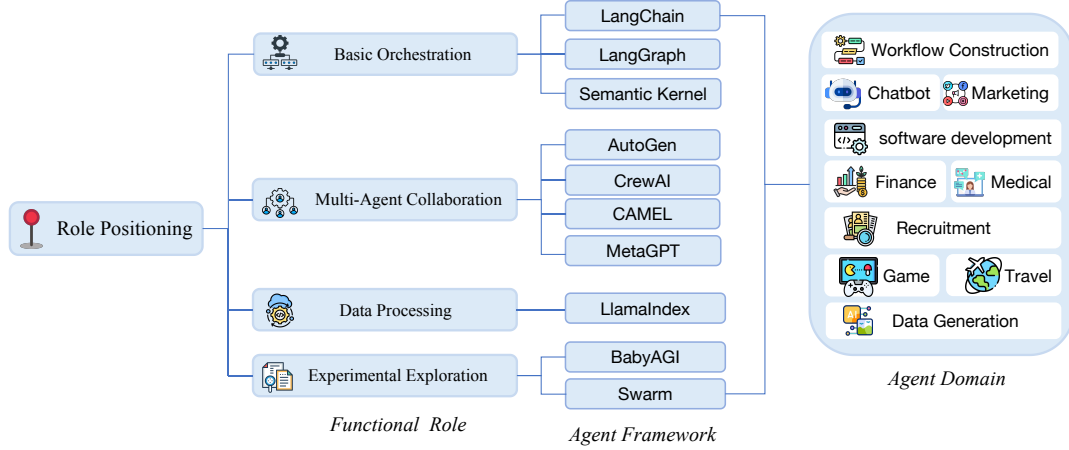 Role Positioning
Basic Orchestration
Multi-Agent Collaboration
Data Processing
Experimental Exploration
Functional Role
LangChain
LangGraph
Semantic Kernel
AutoGen
CrewAI
CAMEL
MetaGPT
LlamaIndex
BabyAGI
Swarm
Agent Framework
Workflow Construction
Chatbot
Marketing
software development
Finance
Medical
Recruitment
Game
Travel
Data Generation
Agent Domain